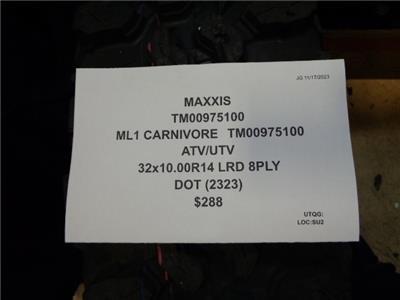 JG 11/17/2023
MAXXIS
TM00975100
ML1 CARNIVORE TM00975100
ATV/UTV
32x10.00R14 LRD 8PLY
DOT (2323)
$288
UTQG:
LOC:SU2